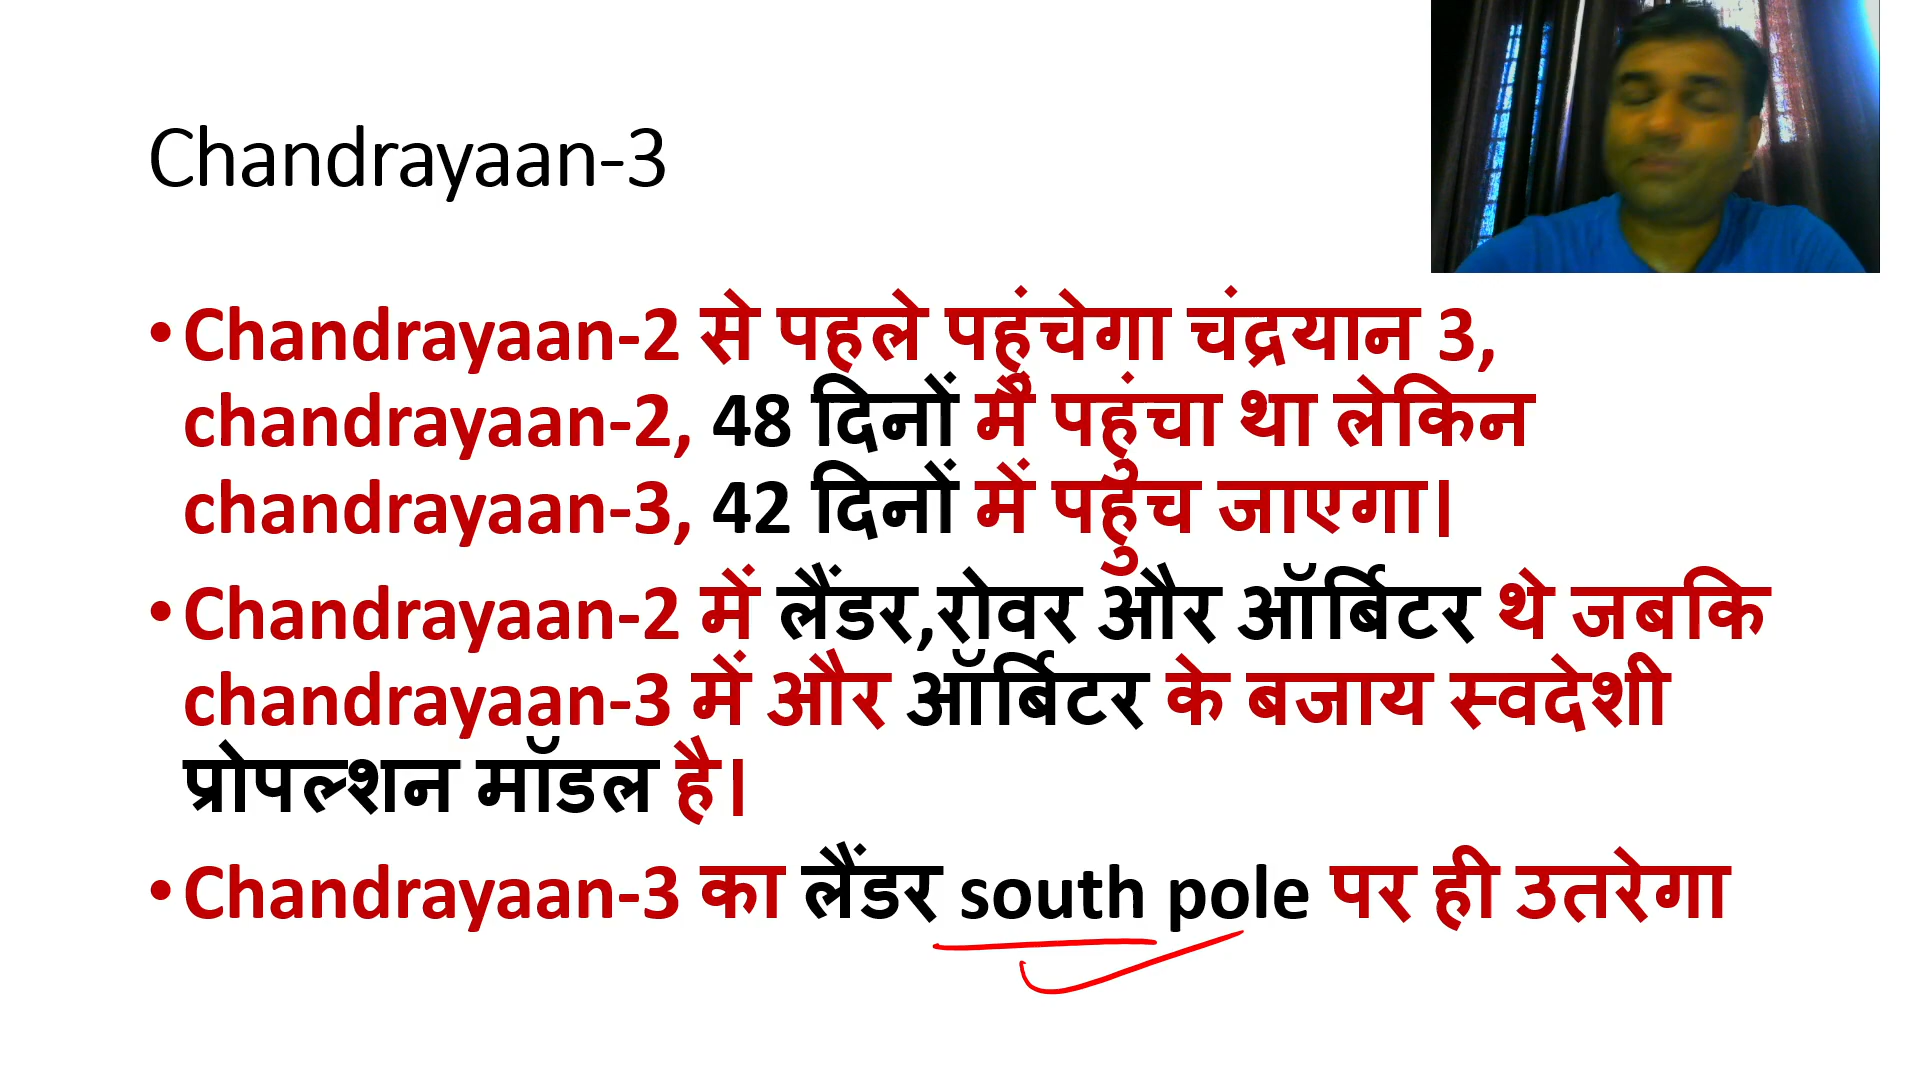 Chandrayaan-3
• Chandrayaan-2 से पहले पहुंचेगा चंद्रयान 3,
chandrayaan-2, 48 दिनों में पहुंचा था लेकिन
chandrayaan-3, 42 दिनों में पहुंच जाएगा।
• Chandrayaan-2 में लैंडर,रोवर और ऑर्बिटर थे जबकि
chandrayaan-3 में और ऑर्बिटर के बजाय स्वदेशी
प्रोपल्शन मॉडल है।
• Chandrayaan-3 का लैंडर south pole पर ही उतरेगा